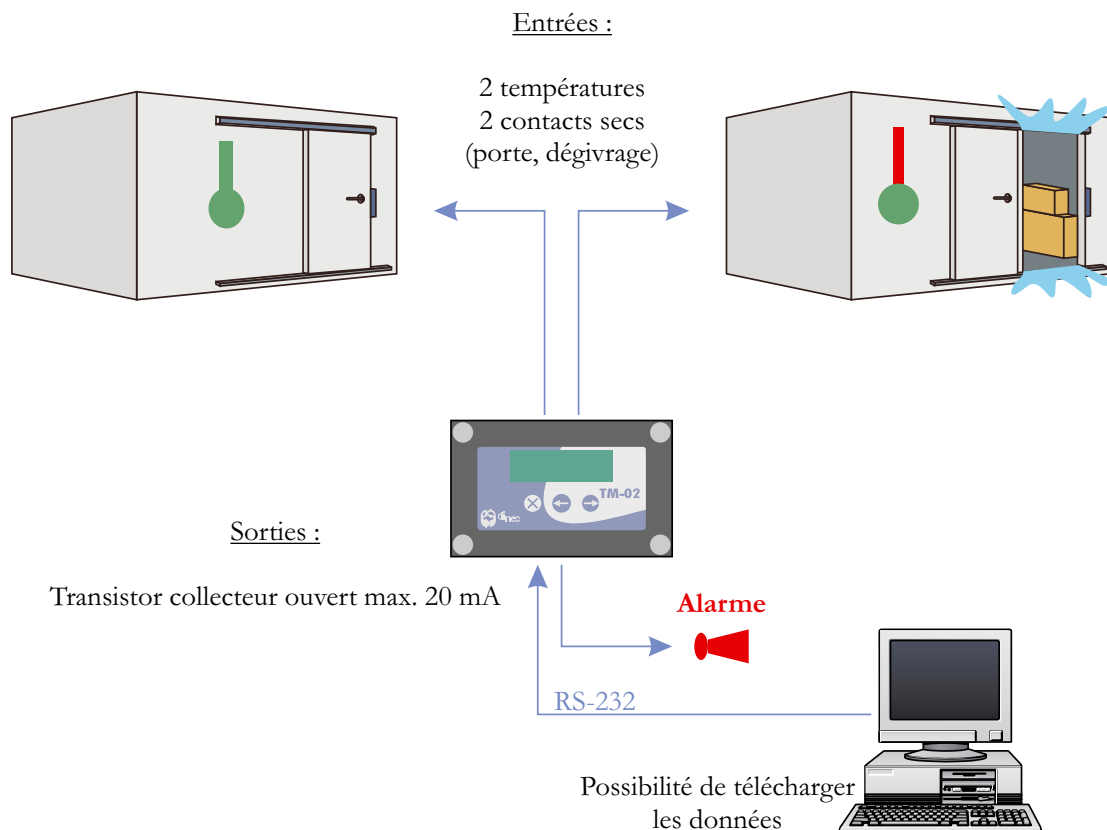 Entrées :
2 températures
2 contacts secs
(porte, dégivrage)
TM-02
Sorties :
Transistor collecteur ouvert max. 20 mA
Alarme
RS-232
Possibilité de télécharger
les données